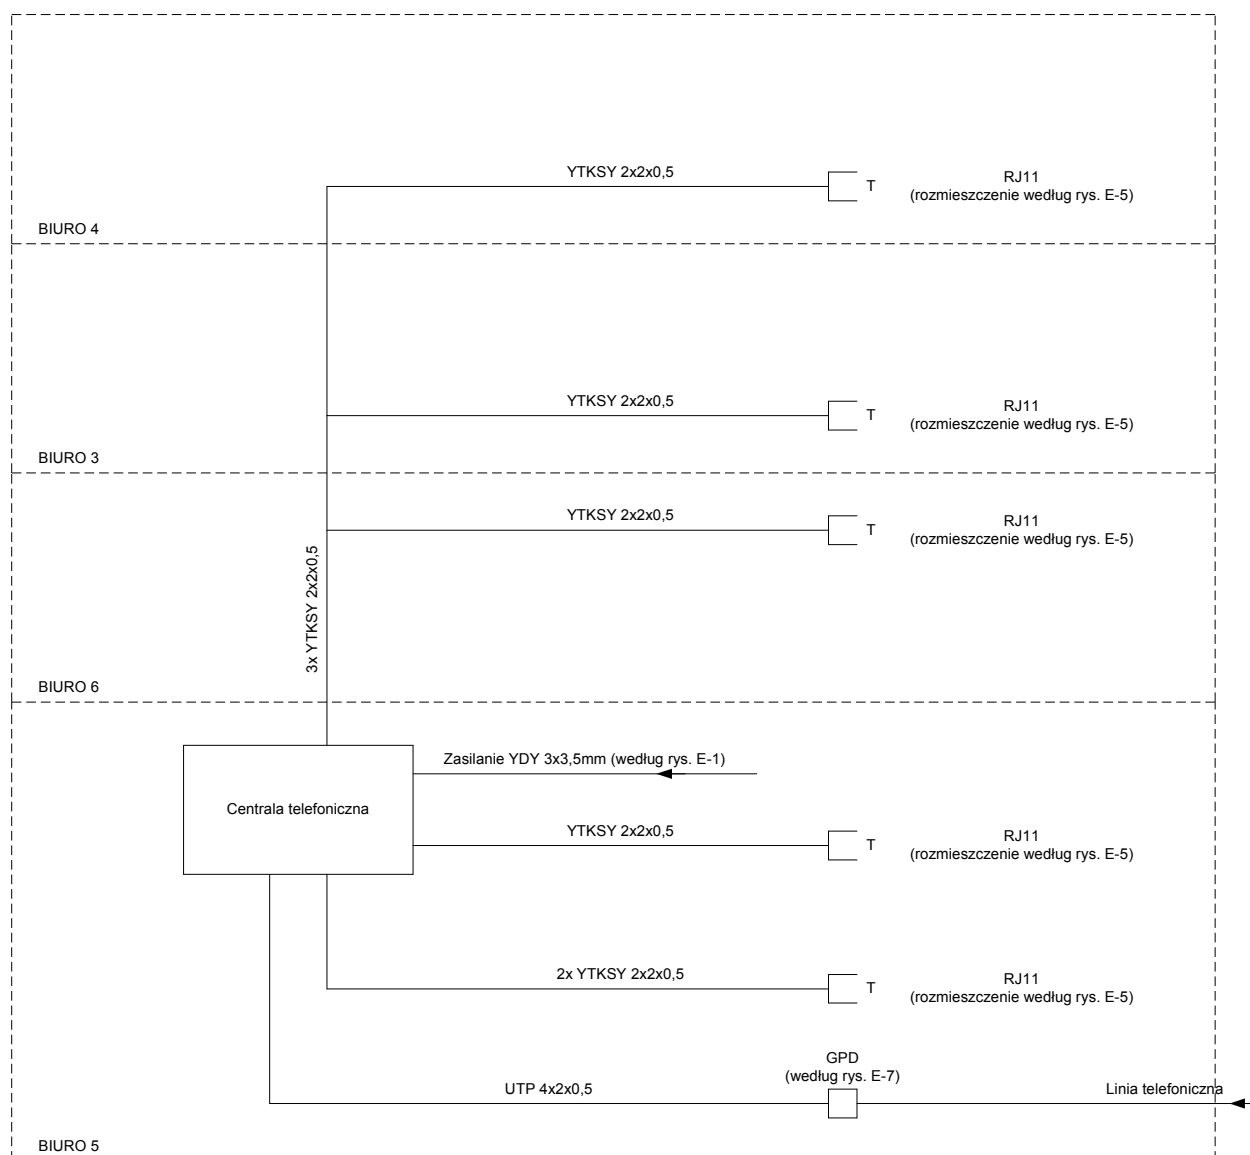 YTKSY 2x2x0,5
T
RJ11
(rozmieszczenie według rys. E-5)
BIURO 4
YTKSY 2x2x0,5
T
RJ11
(rozmieszczenie według rys. E-5)
BIURO 3
YTKSY 2x2x0,5
T
RJ11
(rozmieszczenie według rys. E-5)
3x YTKSY 2x2x0,5
BIURO 6
Zasilanie YDY 3x3,5mm (według rys. E-1)
Centrala telefoniczna
YTKSY 2x2x0,5
T
RJ11
(rozmieszczenie według rys. E-5)
2x YTKSY 2x2x0,5
T
RJ11
(rozmieszczenie według rys. E-5)
GPD
(według rys. E-7)
UTP 4x2x0,5
Linia telefoniczna
BIURO 5